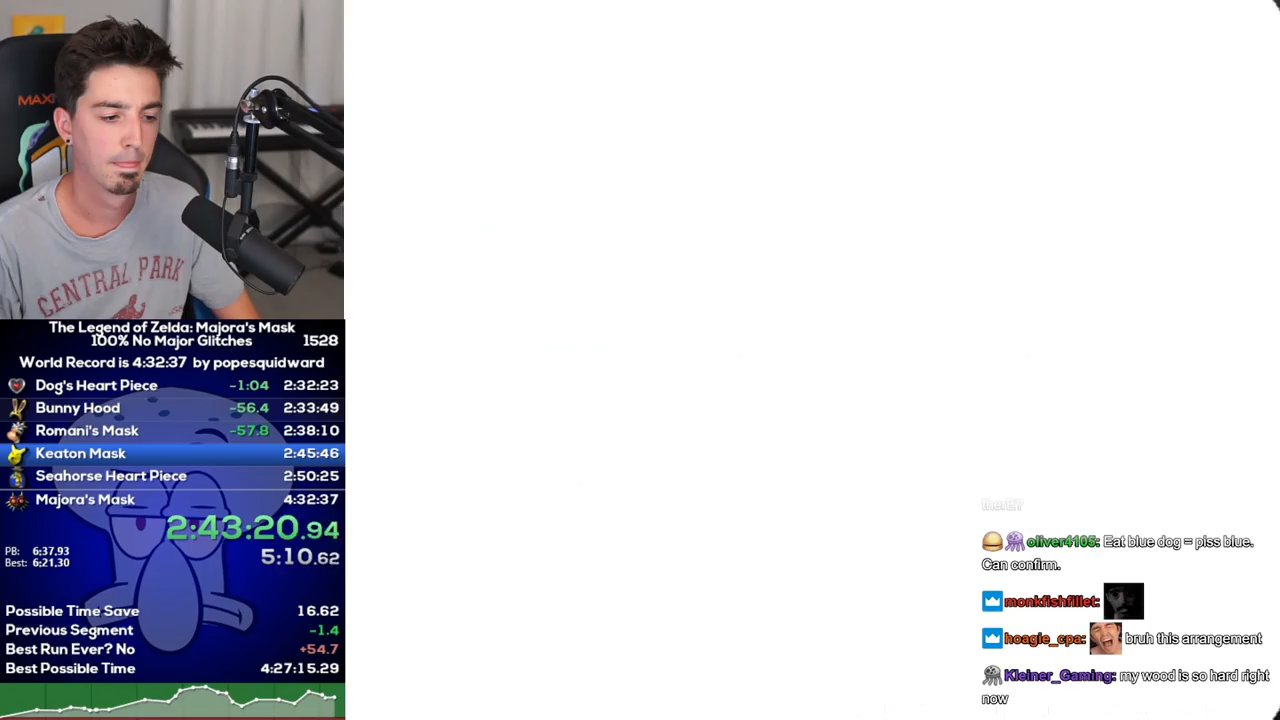 MAX
CENTRAL PARK
The Legend of Zelda: Majora's Mask
100% No Major Glitches 1528
World Record is 4:32:37 by popesquidward
Dog's Heart Piece -1:04 2:32:23
Bunny Hood -56.4 2:33:49
Romani's Mask -57.8 2:38:10
Keaton Mask 2:45:46
Seahorse Heart Piece 2:50:25
Majora's Mask 4:32:37
2:43:20.94
PB: 6:37.93 5:10.62
Best: 6:21.30
Possible Time Save 16.62
Previous Segment -1.4
Best Run Ever? No +54.7
Best Possible Time 4:27:15.29
oliver4105: Eat blue dog = piss blue.
Can confirm.
monkfishfillet:
hoagie_cpa: bruh this arrangement
Kleiner_Gaming: my wood is so hard right
now